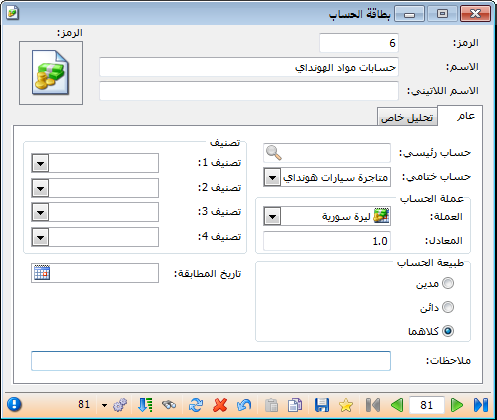 بطاقة الحساب
الرمز: 6
الرمز:
الاسم: حسابات مواد الهونداي
الاسم اللاتيني:
عام
تحليل خاص
حساب رئيسي:
حساب ختامي: متاجرة سيارات هونداي
عملة الحساب
العملة: ليرة سورية
المعادل: 1.0
طبيعة الحساب
مدين
دائن
كلاهما
تصنيف
تصنيف 1:
تصنيف 2:
تصنيف 3:
تصنيف 4:
تاريخ المطابقة:
ملاحظات:
81
81